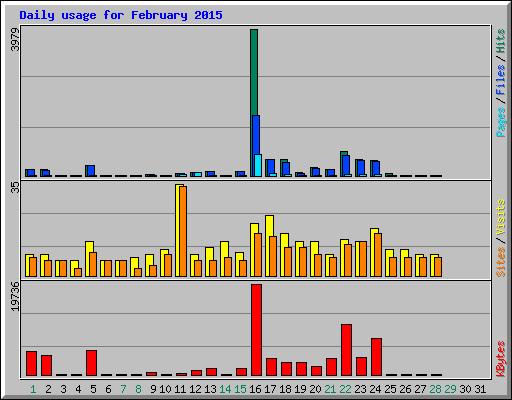 Daily usage for February 2015
3979
Pages / Files / Hits
35
Sites / Visits
19736
KBytes
1 2 3 4 5 6 7 8 9 10 11 12 13 14 15 16 17 18 19 20 21 22 23 24 25 26 27 28 29 30 31